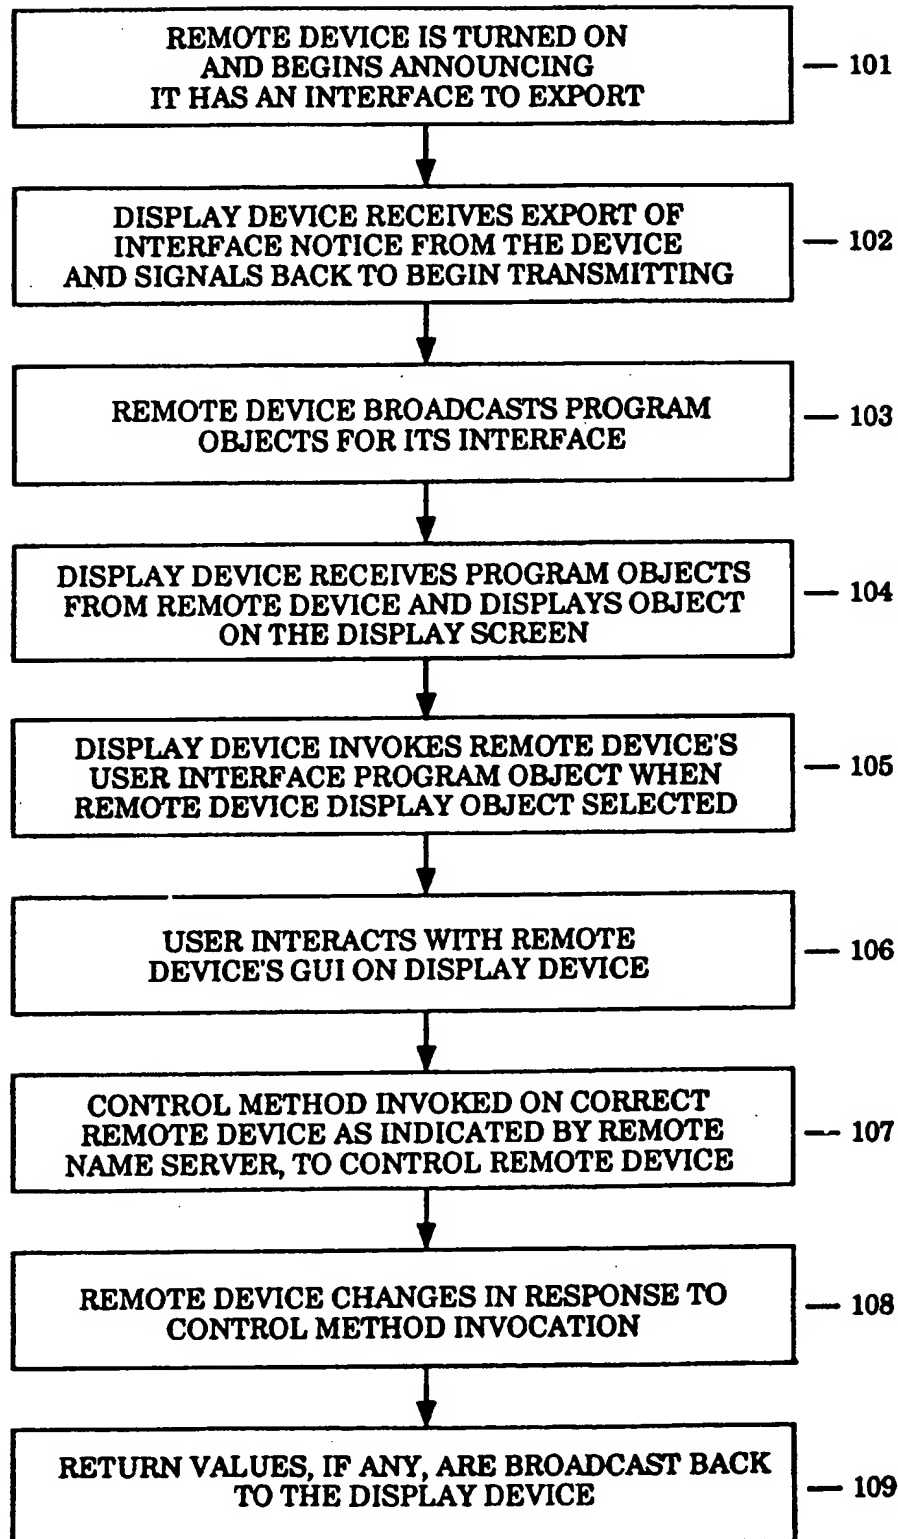 REMOTE DEVICE IS TURNED ON
AND BEGINS ANNOUNCING
IT HAS AN INTERFACE TO EXPORT
101
DISPLAY DEVICE RECEIVES EXPORT OF
INTERFACE NOTICE FROM THE DEVICE
AND SIGNALS BACK TO BEGIN TRANSMITTING
102
REMOTE DEVICE BROADCASTS PROGRAM
OBJECTS FOR ITS INTERFACE
103
DISPLAY DEVICE RECEIVES PROGRAM OBJECTS
FROM REMOTE DEVICE AND DISPLAYS OBJECT
ON THE DISPLAY SCREEN
104
DISPLAY DEVICE INVOKES REMOTE DEVICE'S
USER INTERFACE PROGRAM OBJECT WHEN
REMOTE DEVICE DISPLAY OBJECT SELECTED
105
USER INTERACTS WITH REMOTE
DEVICE'S GUI ON DISPLAY DEVICE
106
CONTROL METHOD INVOKED ON CORRECT
REMOTE DEVICE AS INDICATED BY REMOTE
NAME SERVER, TO CONTROL REMOTE DEVICE
107
REMOTE DEVICE CHANGES IN RESPONSE TO
CONTROL METHOD INVOCATION
108
RETURN VALUES, IF ANY, ARE BROADCAST BACK
TO THE DISPLAY DEVICE
109